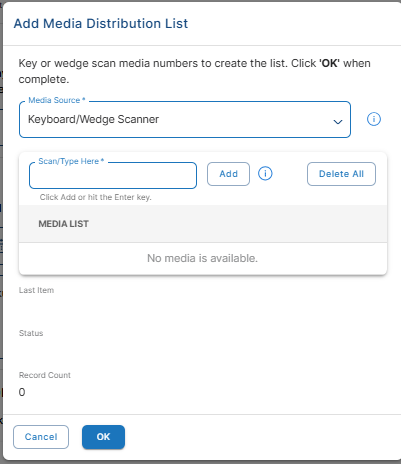 Add Media Distribution List
Key or wedge scan media numbers to create the list. Click 'OK' when
complete.
Media Source *
Keyboard/Wedge Scanner
Scan/Type Here *
Add
Delete All
Click Add or hit the Enter key.
MEDIA LIST
No media is available.
Last Item
Status
Record Count
0
Cancel
OK